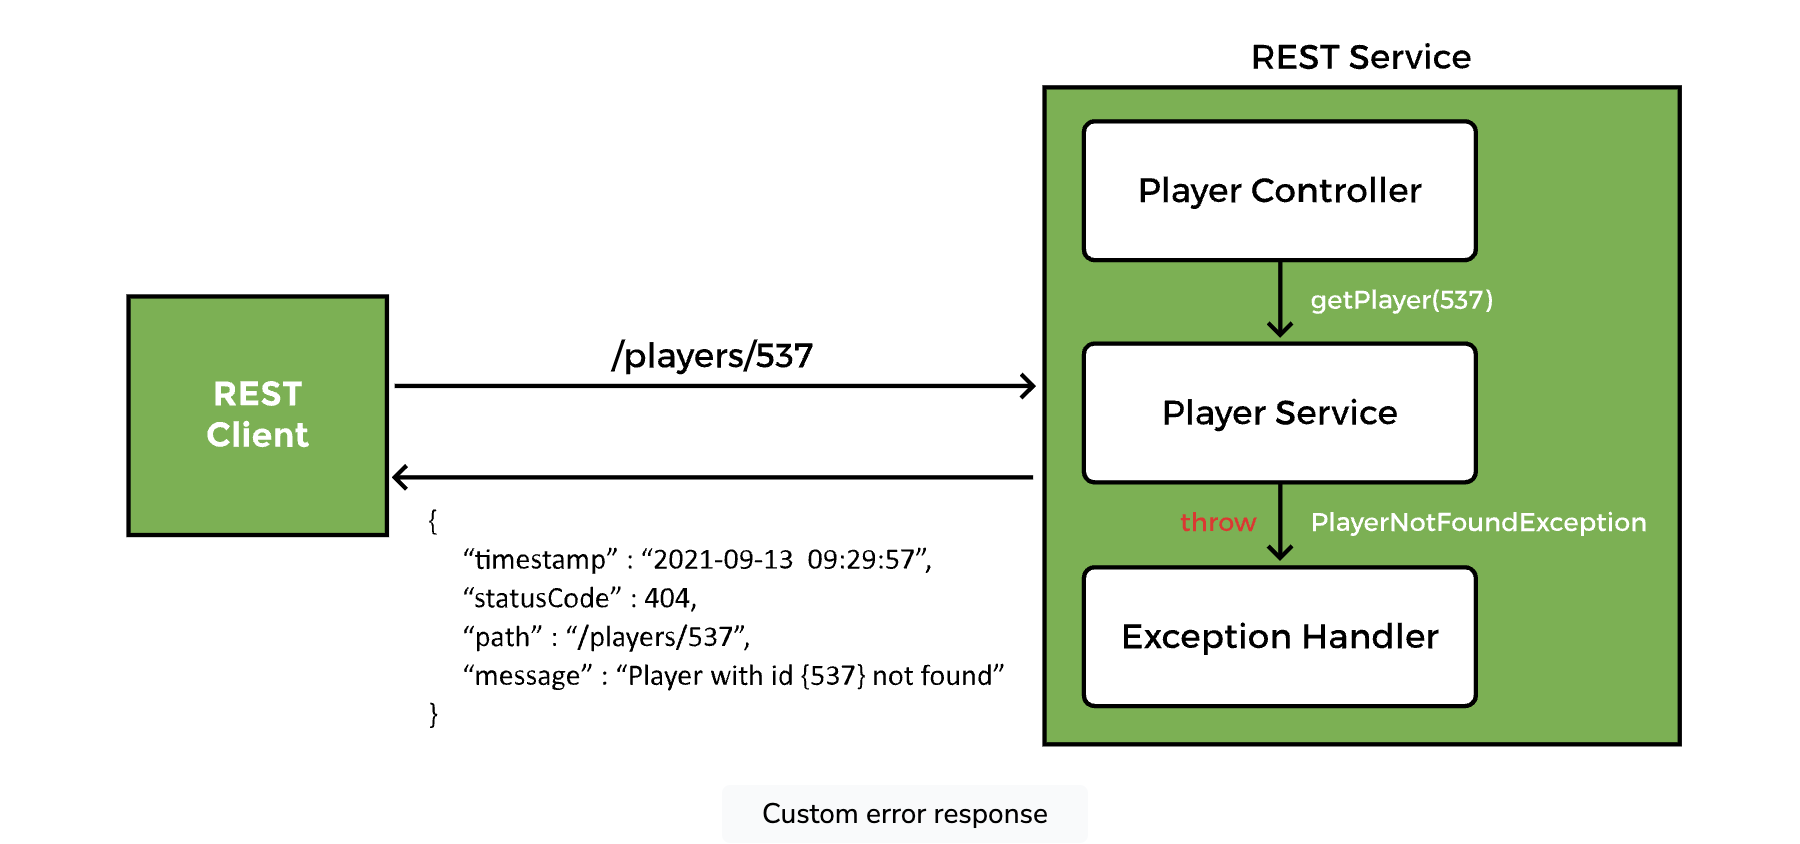 REST Service
Player Controller
getPlayer(537)
/players/537
REST
Client
Player Service
{
“timestamp” : “2021-09-13  09:29:57”,
“statusCode” : 404,
“path” : “/players/537”,
“message” : “Player with id {537} not found”
}
throw PlayerNotFoundException
Exception Handler
Custom error response